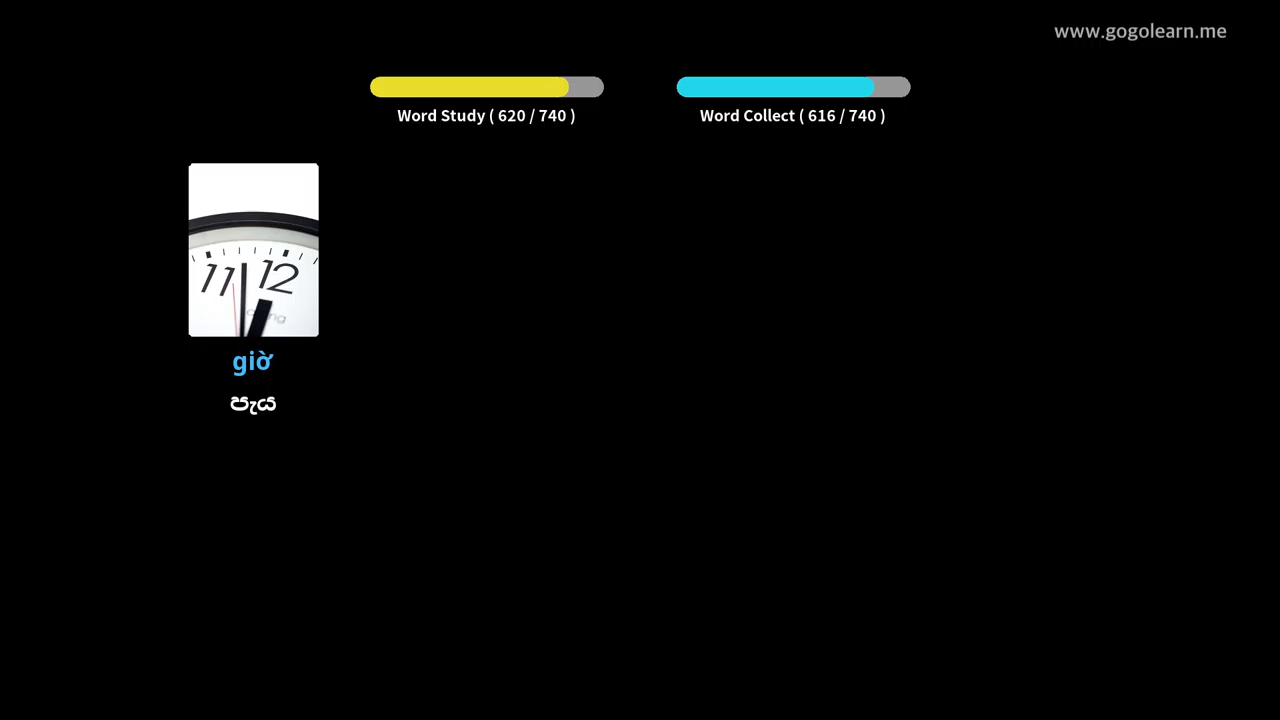 www.gogolearn.me
Word Study ( 620 / 740 )
Word Collect ( 616 / 740 )
11 12
giờ
පැය